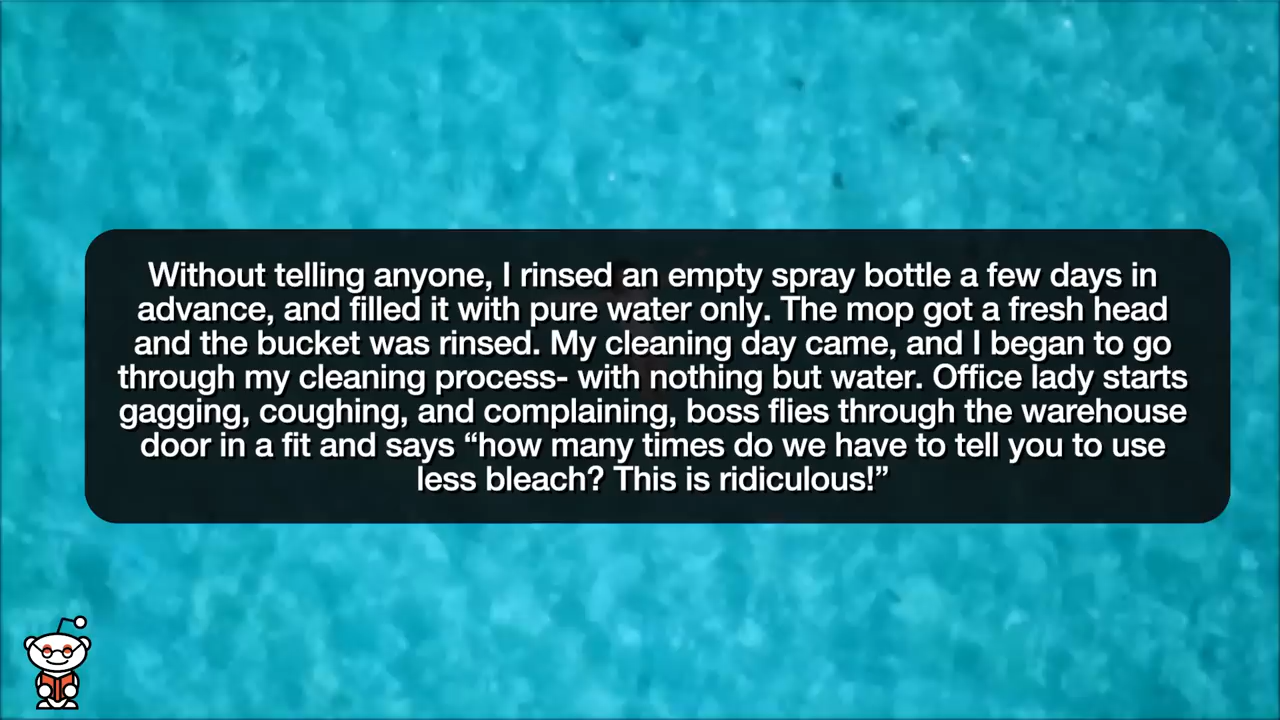 Without telling anyone, I rinsed an empty spray bottle a few days in
advance, and filled it with pure water only. The mop got a fresh head
and the bucket was rinsed. My cleaning day came, and I began to go
through my cleaning process- with nothing but water. Office lady starts
gagging, coughing, and complaining, boss flies through the warehouse
door in a fit and says “how many times do we have to tell you to use
less bleach? This is ridiculous!”